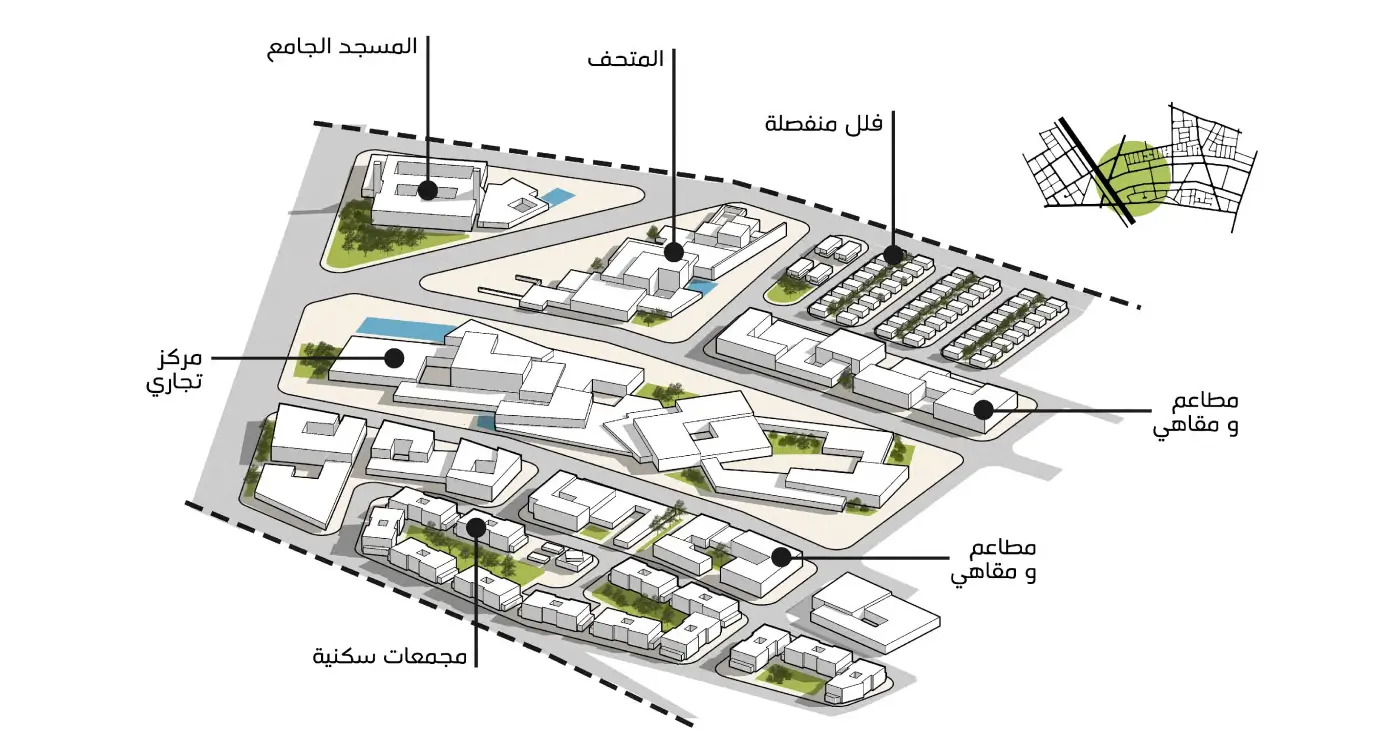 المسجد الجامع
المتحف
فلل منفصلة
مركز
تجاري
مطاعم
و مقاهي
مطاعم
و مقاهي
مجمعات سكنية